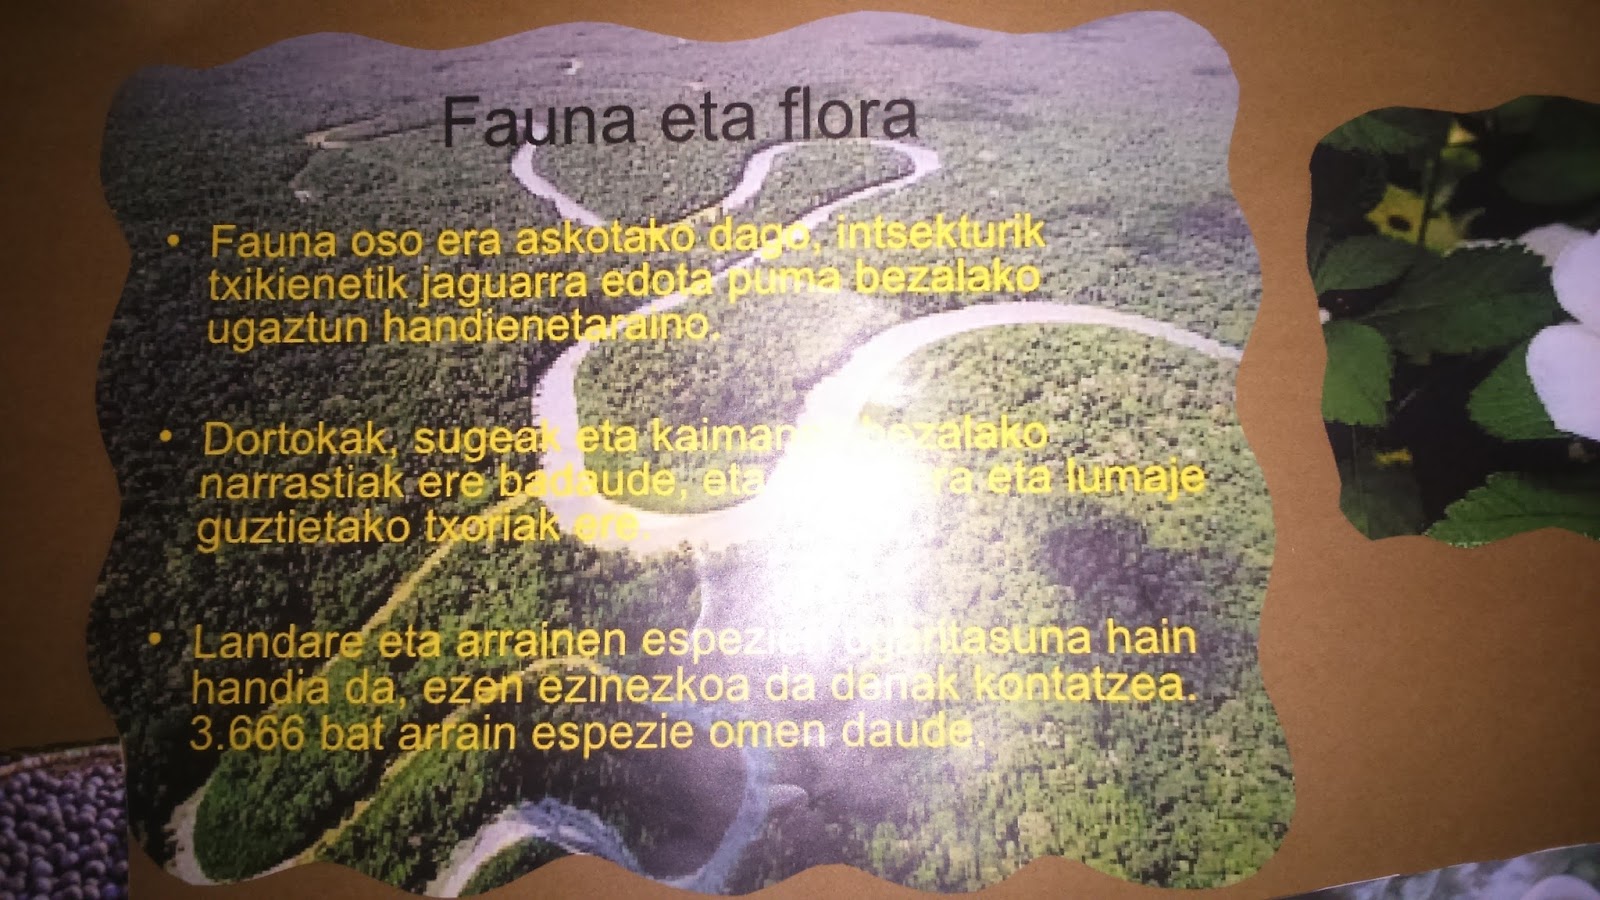 Fauna eta flora
• Fauna oso era askotako dago, intsekturik
txikienetik jaguarra edota puma bezalako
ugaztun handienetaraino.
• Dortokak, sugeak eta bezalako
narrastiak ere badaude, eta eta lumaje
guztietako txoriak ere.
• Landare eta arrainen espezien ugaritasuna hain
handia da, ezen ezinezkoa da denak kontatzea.
3.666 bat arrain espezie omen daude.